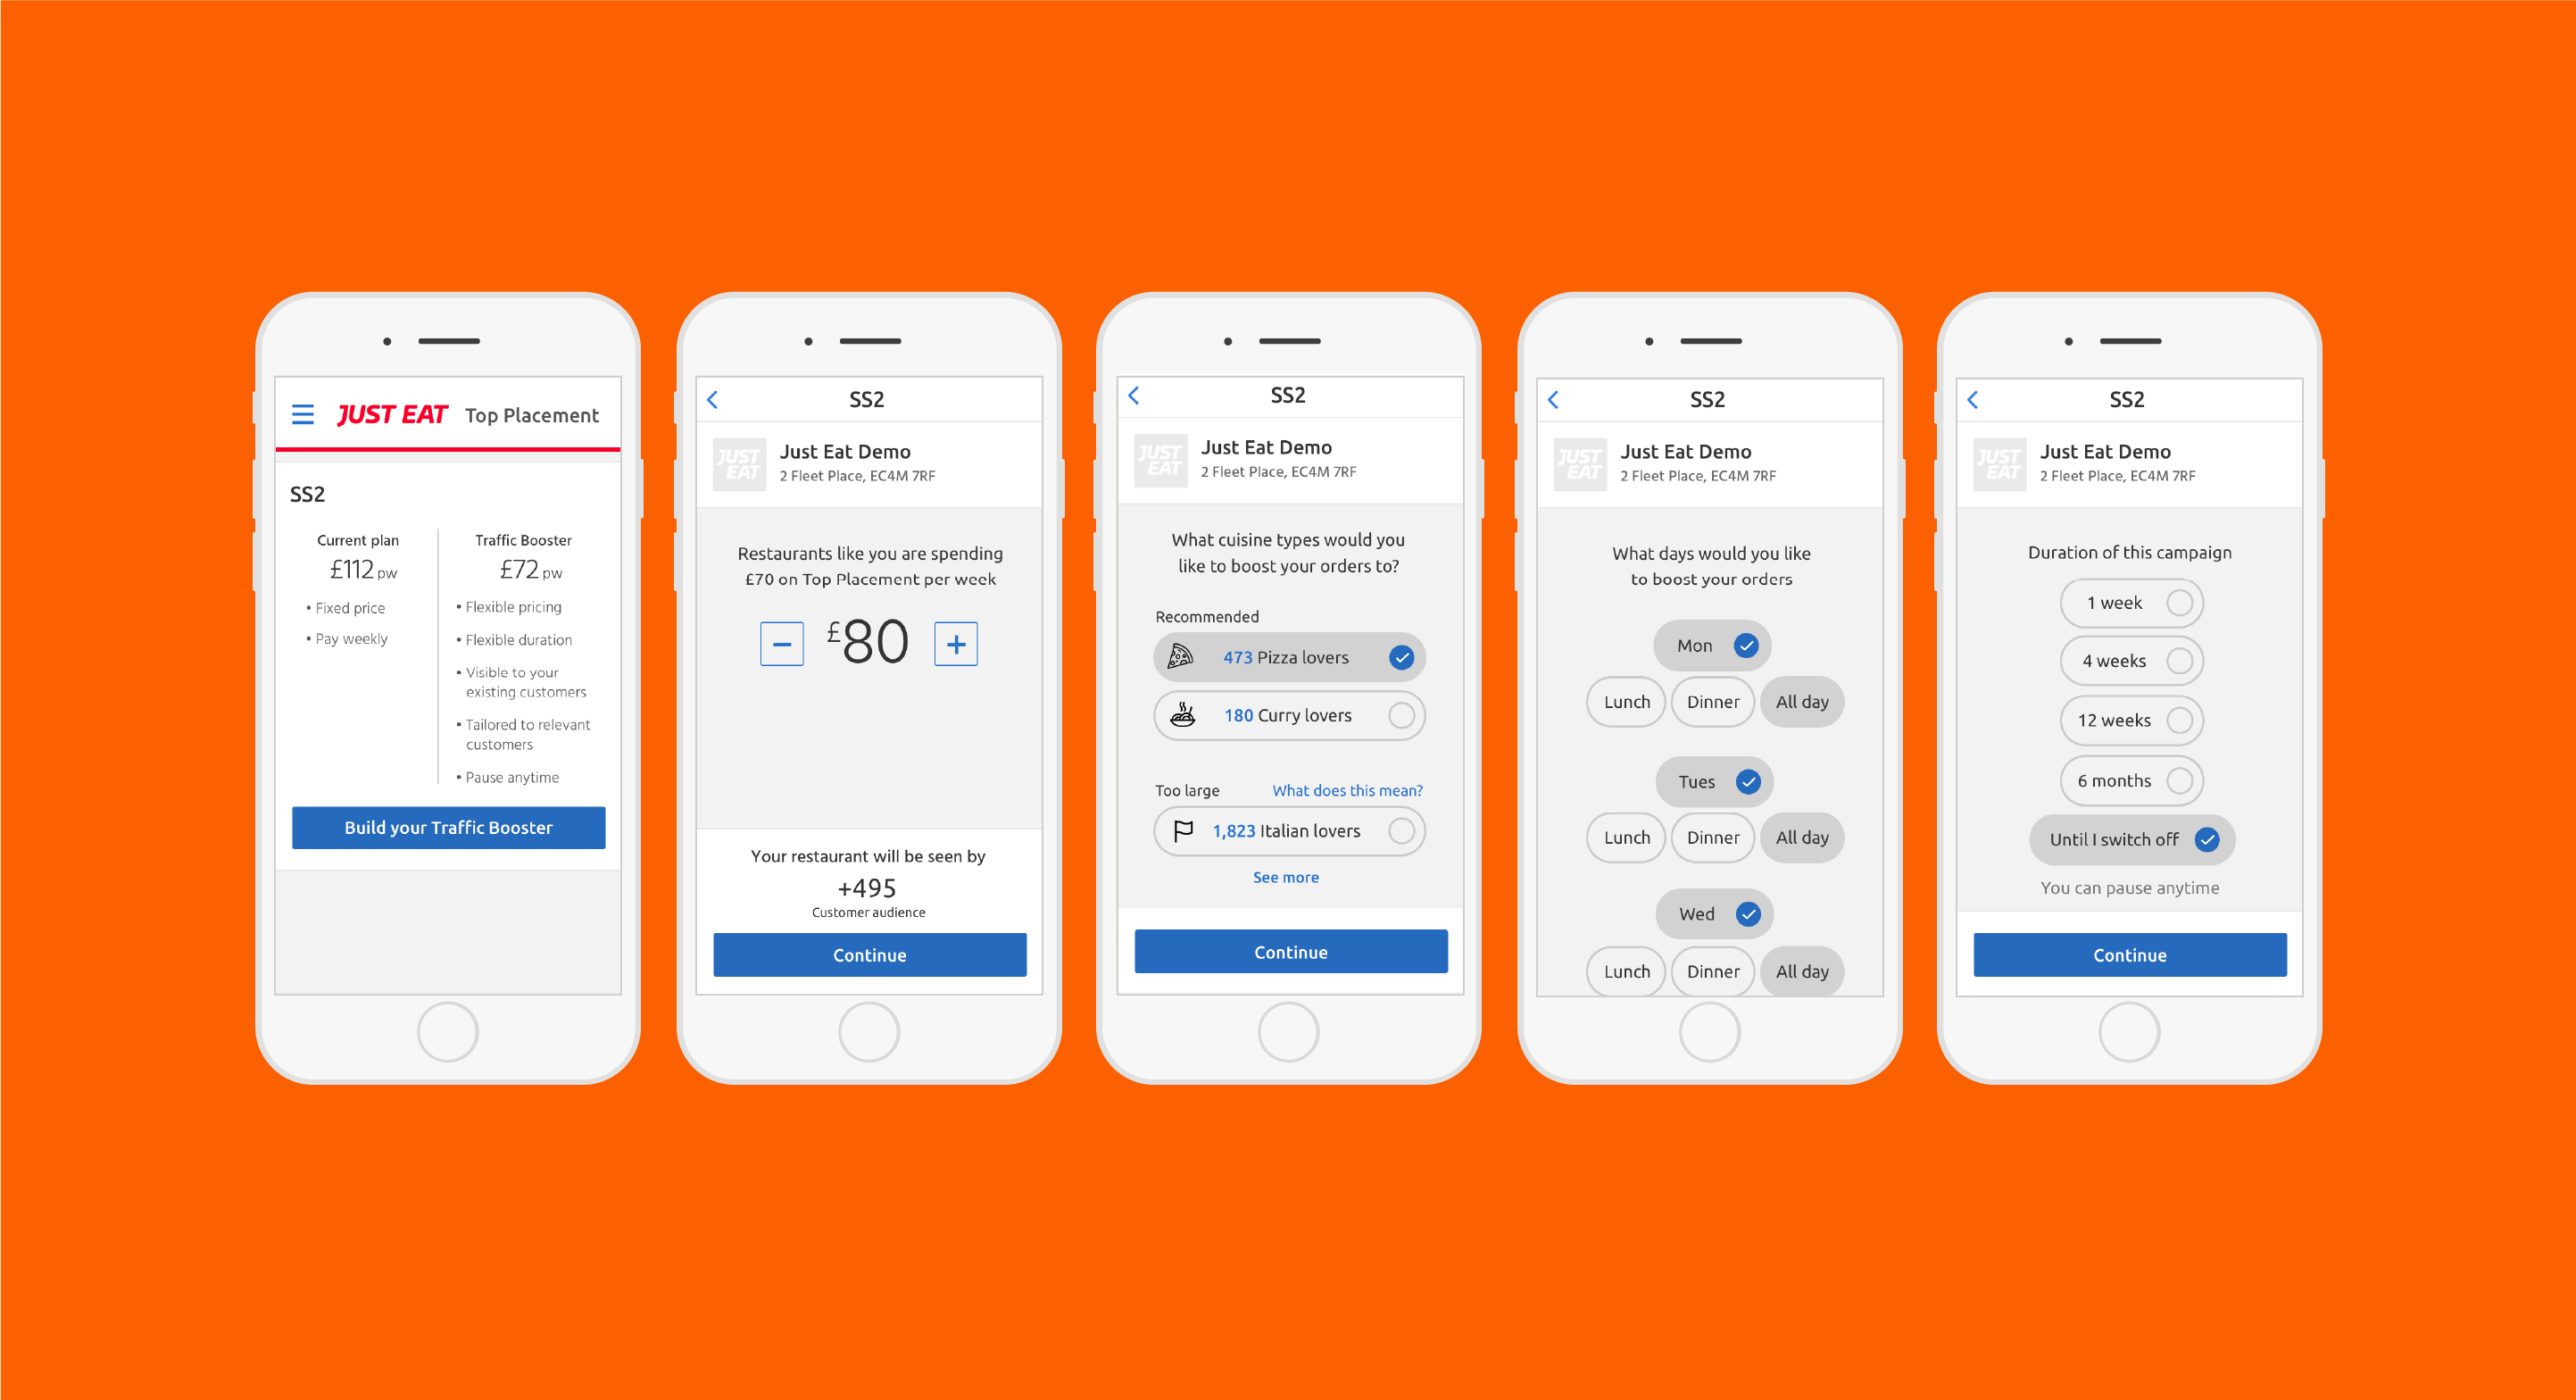 JUST EAT Top Placement
SS2
Current plan
£112 pw
• Fixed price
• Pay weekly
Traffic Booster
£72 pw
• Flexible pricing
• Flexible duration
• Visible to your
existing customers
• Tailored to relevant
customers
• Pause anytime
Build your Traffic Booster
SS2
JUST
EAT
Just Eat Demo
2 Fleet Place, EC4M 7RF
Restaurants like you are spending
£70 on Top Placement per week
− £80 +
Your restaurant will be seen by
+495
Customer audience
Continue
SS2
JUST
EAT
Just Eat Demo
2 Fleet Place, EC4M 7RF
What cuisine types would you
like to boost your orders to?
Recommended
473 Pizza lovers
180 Curry lovers
Too large What does this mean?
1,823 Italian lovers
See more
Continue
SS2
JUST
EAT
Just Eat Demo
2 Fleet Place, EC4M 7RF
What days would you like
to boost your orders
Mon
Lunch Dinner All day
Tues
Lunch Dinner All day
Wed
Lunch Dinner All day
SS2
JUST
EAT
Just Eat Demo
2 Fleet Place, EC4M 7RF
Duration of this campaign
1 week
4 weeks
12 weeks
6 months
Until I switch off
You can pause anytime
Continue